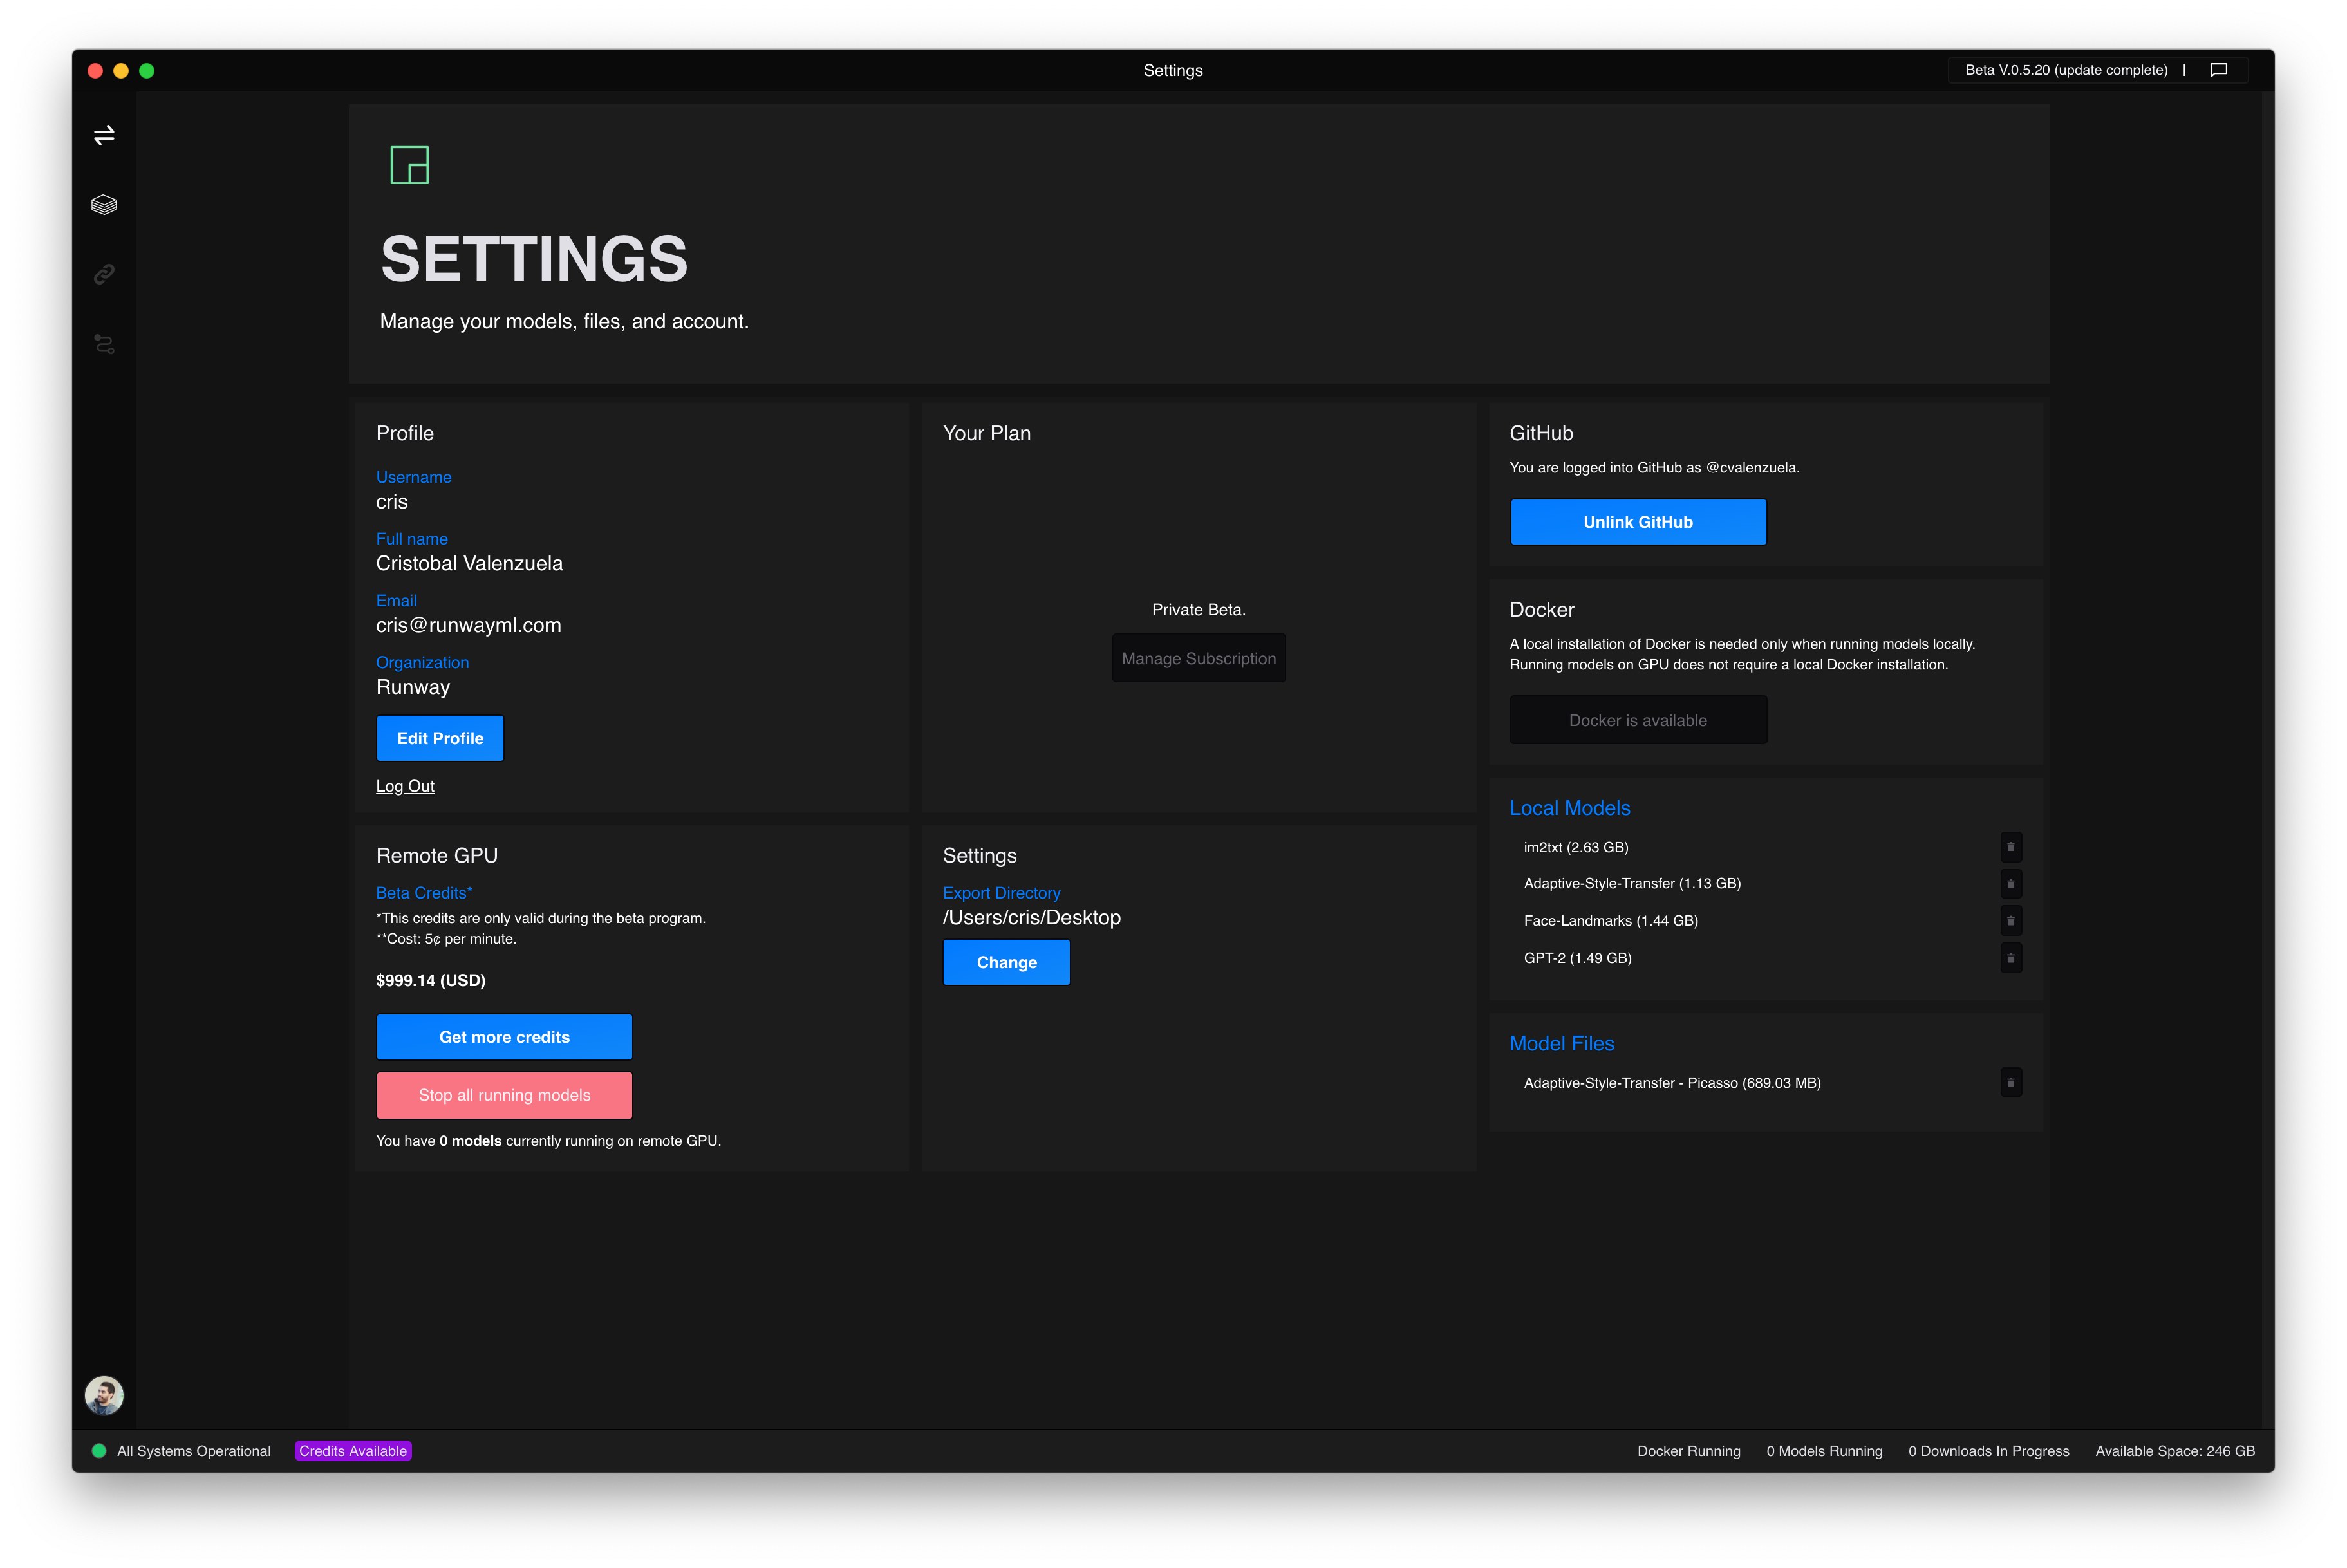 Settings
Beta V.0.5.20 (update complete) |
SETTINGS
Manage your models, files, and account.
Profile
Username
cris
Full name
Cristobal Valenzuela
Email
cris@runwayml.com
Organization
Runway
Edit Profile
Log Out
Your Plan
Private Beta.
Manage Subscription
GitHub
You are logged into GitHub as @cvalenzuela.
Unlink GitHub
Docker
A local installation of Docker is needed only when running models locally.
Running models on GPU does not require a local Docker installation.
Docker is available
Remote GPU
Beta Credits*
*This credits are only valid during the beta program.
**Cost: 5¢ per minute.
$999.14 (USD)
Get more credits
Stop all running models
You have 0 models currently running on remote GPU.
Settings
Export Directory
/Users/cris/Desktop
Change
Local Models
im2txt (2.63 GB)
Adaptive-Style-Transfer (1.13 GB)
Face-Landmarks (1.44 GB)
GPT-2 (1.49 GB)
Model Files
Adaptive-Style-Transfer - Picasso (689.03 MB)
All Systems Operational
Credits Available
Docker Running
0 Models Running
0 Downloads In Progress
Available Space: 246 GB